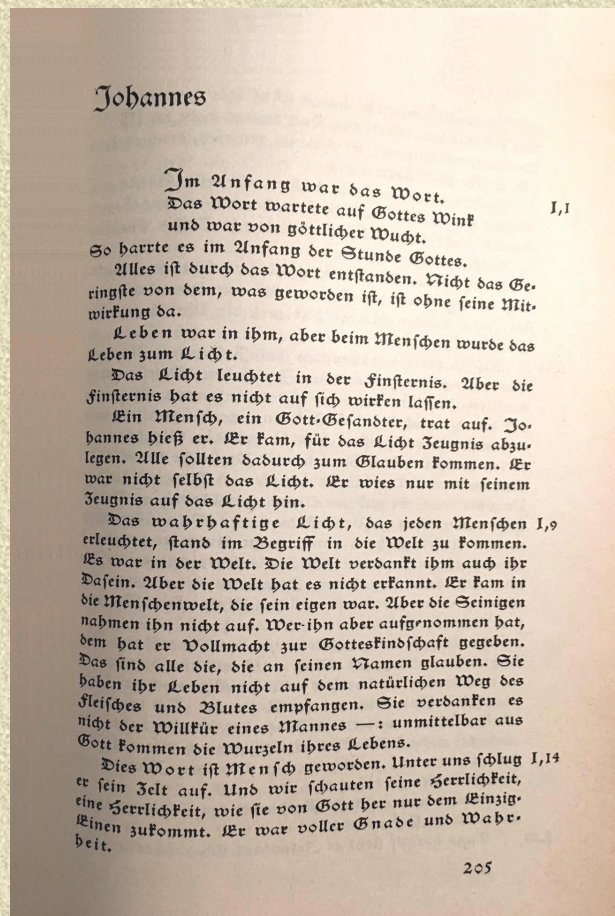 Johannes
Im Anfang war das Wort.
Das Wort wartete auf Gottes Wink 1,1
und war von göttlicher Wucht.
So harrte es im Anfang der Stunde Gottes.
Alles ist durch das Wort entstanden. Nicht das Ge-
ringste von dem, was geworden ist, ist ohne seine Mit-
wirkung da.
Leben war in ihm, aber beim Menschen wurde das
Leben zum Licht.
Das Licht leuchtet in der Finsternis. Aber die
Finsternis hat es nicht auf sich wirken lassen.
Ein Mensch, ein Gott-Gesandter, trat auf. Jo-
hannes hieß er. Er kam, für das Licht Zeugnis abzu-
legen. Alle sollten dadurch zum Glauben kommen. Er
war nicht selbst das Licht. Er wies nur mit seinem
Zeugnis auf das Licht hin.
Das wahrhaftige Licht, das jeden Menschen 1,9
erleuchtet, stand im Begriff in die Welt zu kommen.
Es war in der Welt. Die Welt verdankt ihm auch ihr
Dasein. Aber die Welt hat es nicht erkannt. Er kam in
die Menschenwelt, die sein eigen war. Aber die Seinigen
nahmen ihn nicht auf. Wer ihn aber aufgenommen hat,
dem hat er Vollmacht zur Gotteskindschaft gegeben.
Das sind alle die, die an seinen Namen glauben. Sie
haben ihr Leben nicht auf dem natürlichen Weg des
Fleisches und Blutes empfangen. Sie verdanken es
nicht der Willkür eines Mannes —: unmittelbar aus
Gott kommen die Wurzeln ihres Lebens.
Dies Wort ist Mensch geworden. Unter uns schlug 1,14
er sein Zelt auf. Und wir schauten seine Herrlichkeit,
eine Herrlichkeit, wie sie von Gott her nur dem Einzig-
Einen zukommt. Er war voller Gnade und Wahr-
heit.
205